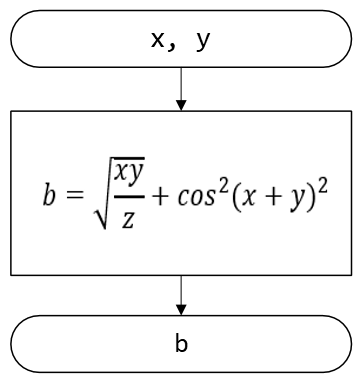 x, y
b = √(xy/z) + cos²(x + y)²
b